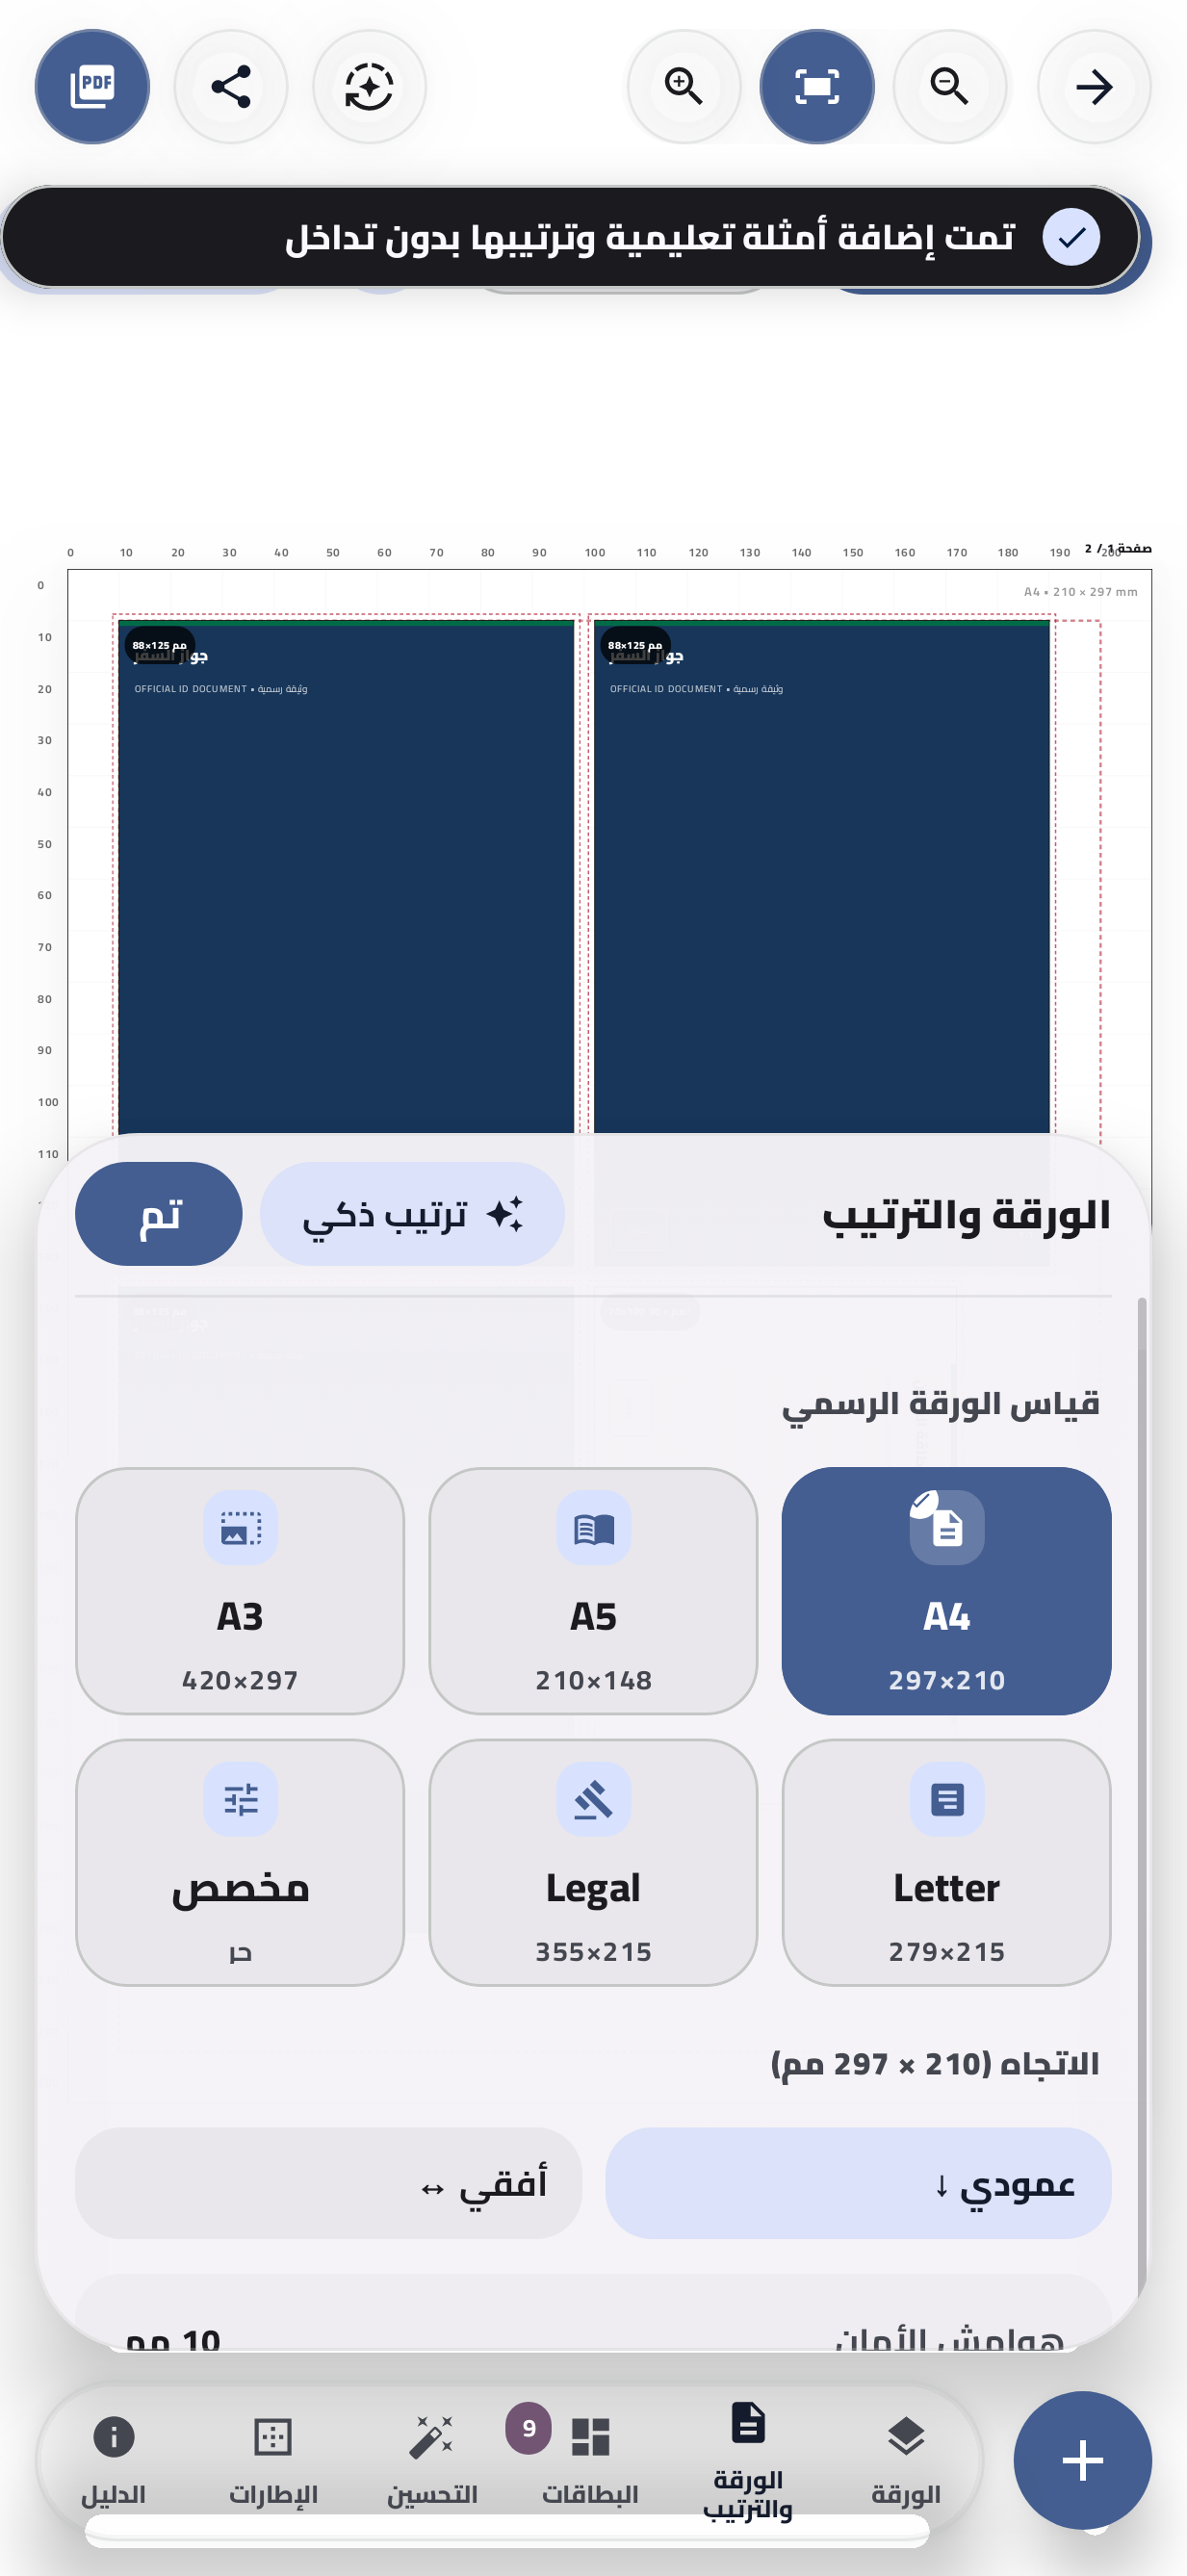 PDF
تمت إضافة أمثلة تعليمية وترتيبها بدون تداخل
صفحة 1 / 2
0 10 20 30 40 50 60 70 80 90 100 110 120 130 140 150 160 170 180 190 200
A4 • 210 × 297 mm
0
10
20
30
40
50
60
70
80
90
100
110
88×125 مم
جواز السفر
OFFICIAL ID DOCUMENT • وثيقة رسمية
88×125 مم
جواز السفر
OFFICIAL ID DOCUMENT • وثيقة رسمية
الورقة والترتيب
ترتيب ذكي
تم
قياس الورقة الرسمي
A4
297×210
A5
210×148
A3
420×297
Letter
279×215
Legal
355×215
مخصص
حر
الاتجاه (210 × 297 مم)
عمودي ↓
أفقي ↔
هوامش الأمان
10 مم
الورقة
الورقة والترتيب
البطاقات
9
التحسين
الإطارات
الدليل